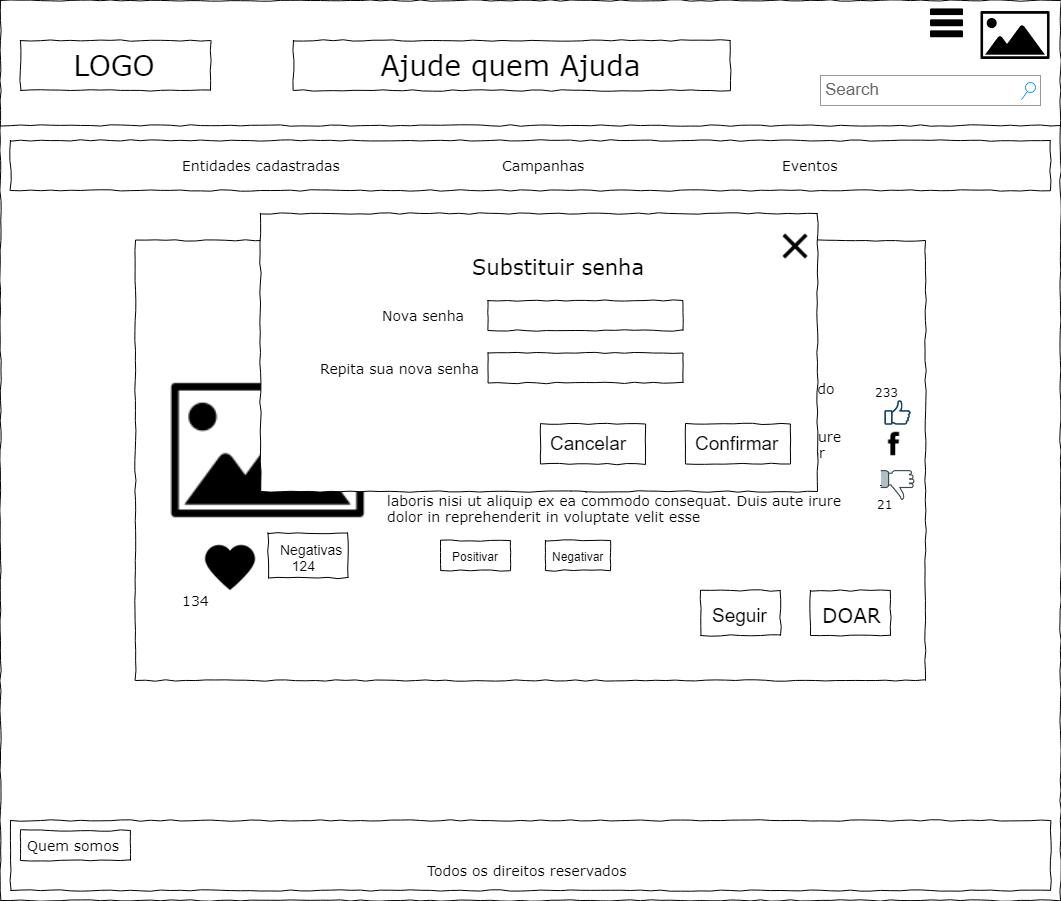 LOGO
Ajude quem Ajuda
Search
Entidades cadastradas
Campanhas
Eventos
Substituir senha
Nova senha
Repita sua nova senha
Cancelar
Confirmar
do
233
ure
r
laboris nisi ut aliquip ex ea commodo consequat. Duis aute irure
dolor in reprehenderit in voluptate velit esse
21
Negativas
124
Positivar
Negativar
134
Seguir
DOAR
Quem somos
Todos os direitos reservados